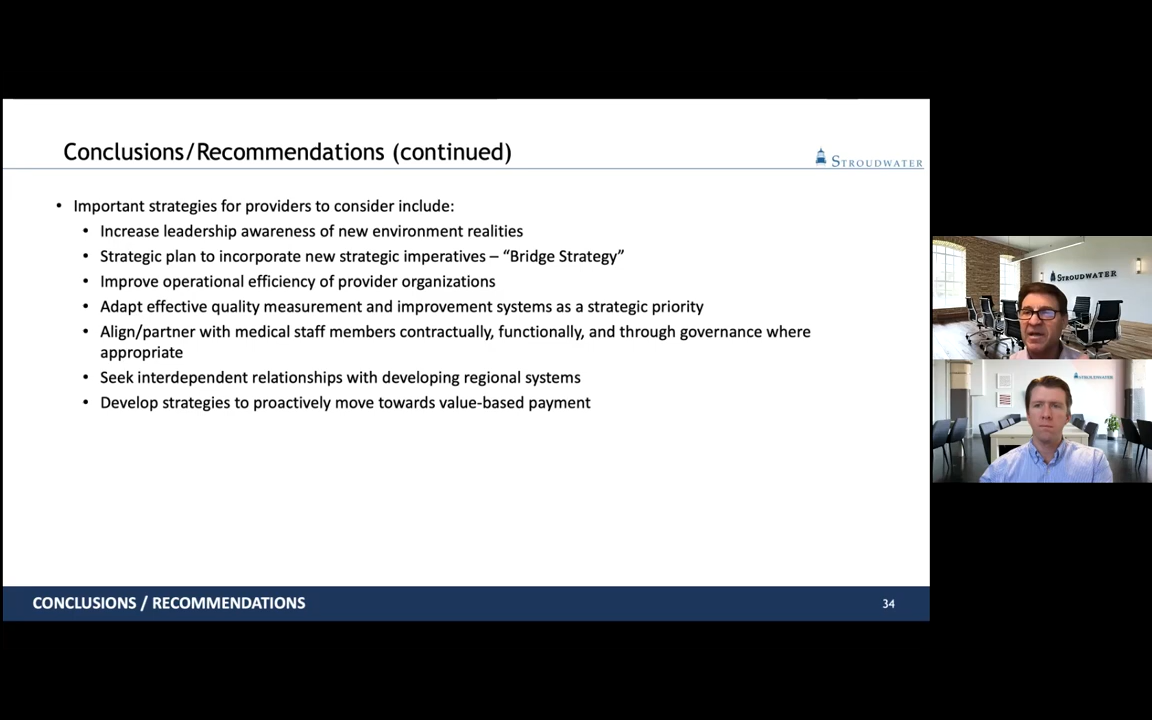 Conclusions/Recommendations (continued)
STROUDWATER
• Important strategies for providers to consider include:
• Increase leadership awareness of new environment realities
• Strategic plan to incorporate new strategic imperatives – “Bridge Strategy”
• Improve operational efficiency of provider organizations
• Adapt effective quality measurement and improvement systems as a strategic priority
• Align/partner with medical staff members contractually, functionally, and through governance where
appropriate
• Seek interdependent relationships with developing regional systems
• Develop strategies to proactively move towards value-based payment
CONCLUSIONS / RECOMMENDATIONS
34
STROUDWATER
STROUDWATER